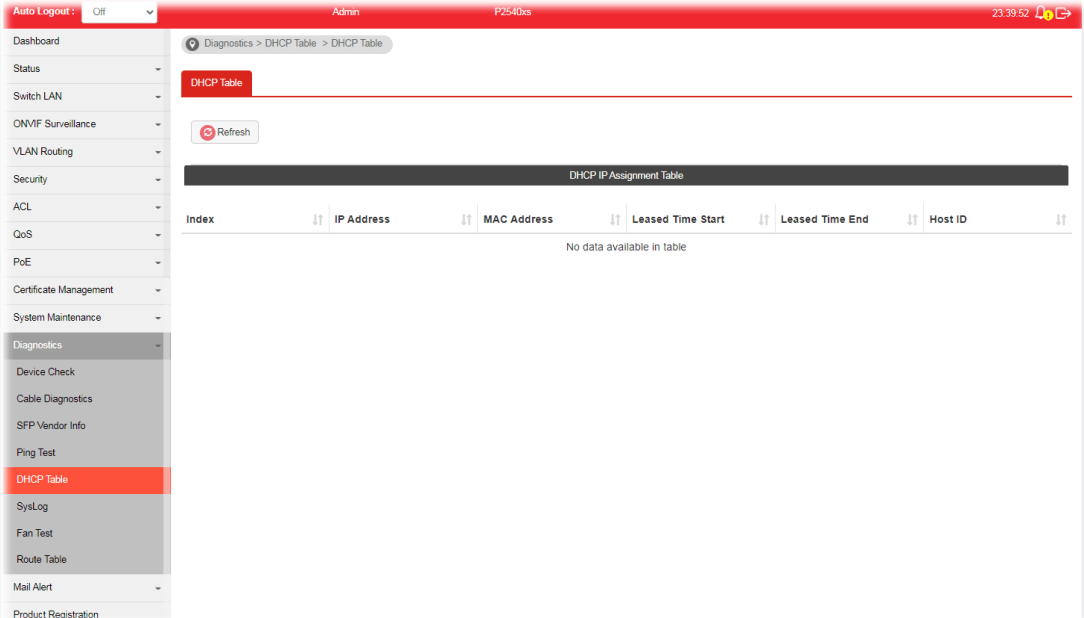 Auto Logout : Off Admin P2540xs 23:39:52
Dashboard
Status
Switch LAN
ONVIF Surveillance
VLAN Routing
Security
ACL
QoS
PoE
Certificate Management
System Maintenance
Diagnostics
Device Check
Cable Diagnostics
SFP Vendor Info
Ping Test
DHCP Table
SysLog
Fan Test
Route Table
Mail Alert
Product Registration
Diagnostics > DHCP Table > DHCP Table
DHCP Table
Refresh
DHCP IP Assignment Table
Index IP Address MAC Address Leased Time Start Leased Time End Host ID
No data available in table